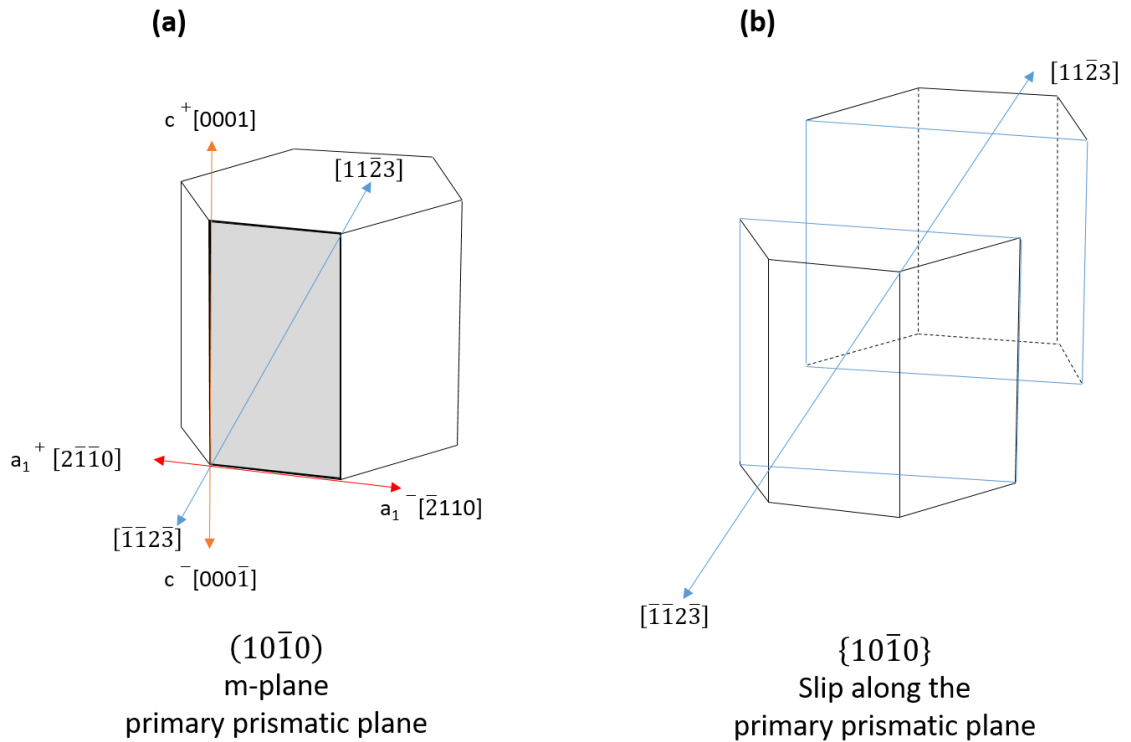 (a)
(b)
c⁺[0001]
[112̅3]
[112̅3]
a₁⁺ [21̅1̅0]
a₁⁻[2̅110]
[1̅1̅23̅]
c⁻[0001̅]
[1̅1̅23̅]
(101̅0)
m-plane
primary prismatic plane
{101̅0}
Slip along the
primary prismatic plane